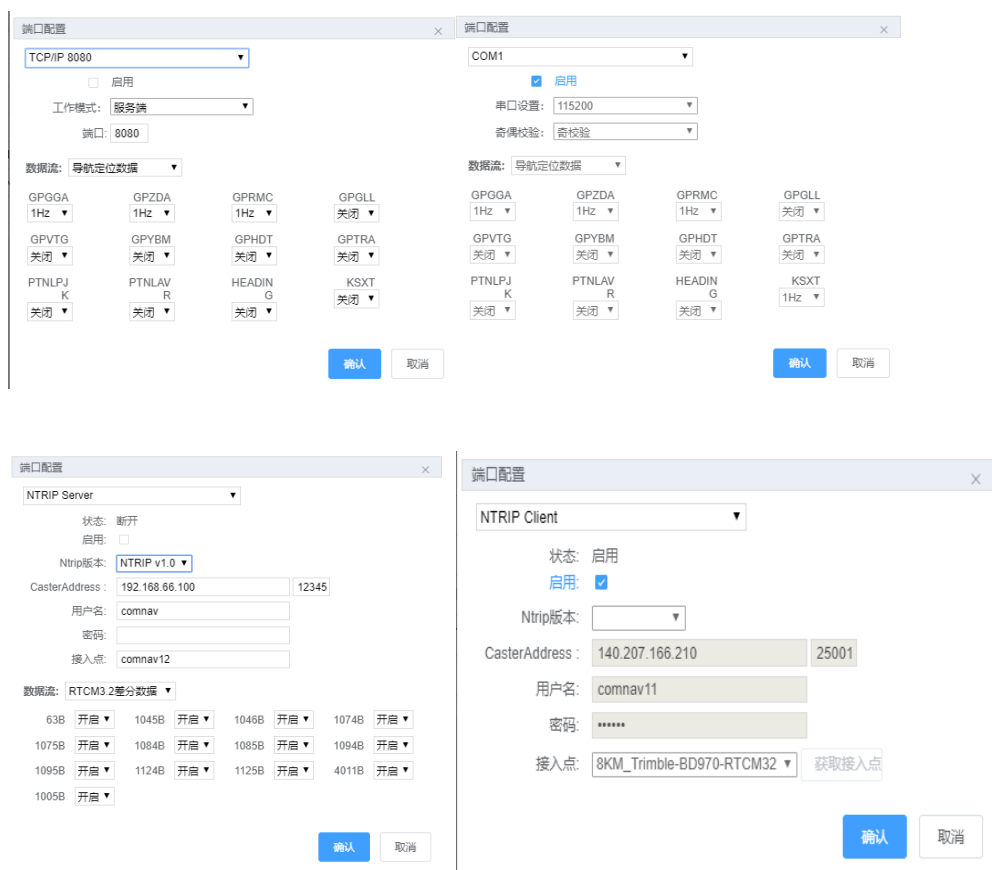 端口配置
TCP/IP 8080
启用
工作模式: 服务端
端口: 8080
数据流: 导航定位数据
GPGGA GPZDA GPRMC GPGLL
1Hz 1Hz 1Hz 关闭
GPVTG GPYBM GPHDT GPTRA
关闭 关闭 关闭 关闭
PTNLPJ PTNLAV HEADIN KSXT
K R G
关闭 关闭 关闭 关闭
确认 取消
端口配置
COM1
启用
串口设置: 115200
奇偶校验: 奇校验
数据流: 导航定位数据
GPGGA GPZDA GPRMC GPGLL
1Hz 1Hz 1Hz 关闭
GPVTG GPYBM GPHDT GPTRA
关闭 关闭 关闭 关闭
PTNLPJ PTNLAV HEADIN KSXT
K R G
关闭 关闭 关闭 1Hz
确认 取消
端口配置
NTRIP Server
状态: 断开
启用:
Ntrip版本: NTRIP v1.0
CasterAddress : 192.168.66.100 12345
用户名: comnav
密码:
接入点: comnav12
数据流: RTCM3.2差分数据
63B 开启 1045B 开启 1046B 开启 1074B 开启
1075B 开启 1084B 开启 1085B 开启 1094B 开启
1095B 开启 1124B 开启 1125B 开启 4011B 开启
1005B 开启
确认 取消
端口配置
NTRIP Client
状态: 启用
启用:
Ntrip版本:
CasterAddress : 140.207.166.210 25001
用户名: comnav11
密码: ••••••
接入点: 8KM_Trimble-BD970-RTCM32 获取接入点
确认 取消